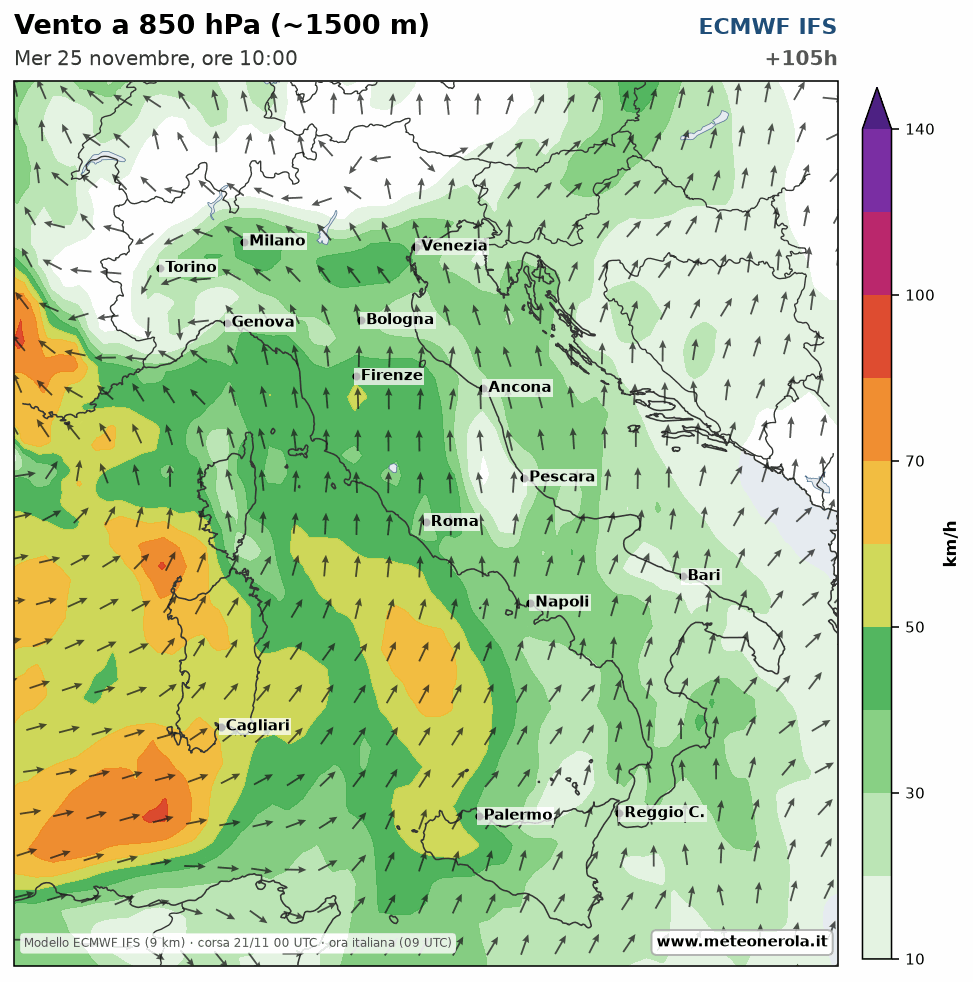 Vento a 850 hPa (~1500 m)
ECMWF IFS
Mer 25 novembre, ore 10:00
+105h
140
100
70
50
30
10
km/h
Milano
Venezia
Torino
Genova
Bologna
Firenze
Ancona
Pescara
Roma
Bari
Napoli
Cagliari
Palermo
Reggio C.
Modello ECMWF IFS (9 km) · corsa 21/11 00 UTC · ora italiana (09 UTC)
www.meteonerola.it